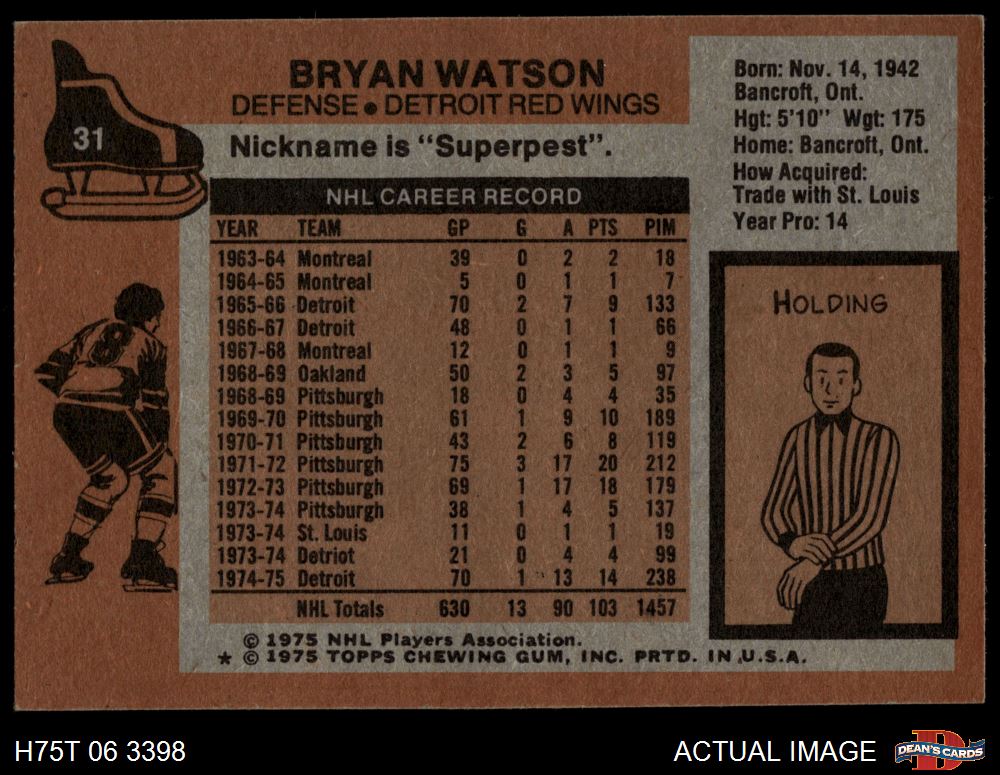 31
BRYAN WATSON
DEFENSE ● DETROIT RED WINGS
Nickname is "Superpest".
NHL CAREER RECORD
YEAR TEAM GP G A PTS PIM
1963-64 Montreal 39 0 2 2 18
1964-65 Montreal 5 0 1 1 7
1965-66 Detroit 70 2 7 9 133
1966-67 Detroit 48 0 1 1 66
1967-68 Montreal 12 0 1 1 9
1968-69 Oakland 50 2 3 5 97
1968-69 Pittsburgh 18 0 4 4 35
1969-70 Pittsburgh 61 1 9 10 189
1970-71 Pittsburgh 43 2 6 8 119
1971-72 Pittsburgh 75 3 17 20 212
1972-73 Pittsburgh 69 1 17 18 179
1973-74 Pittsburgh 38 1 4 5 137
1973-74 St. Louis 11 0 1 1 19
1973-74 Detriot 21 0 4 4 99
1974-75 Detroit 70 1 13 14 238
NHL Totals 630 13 90 103 1457
© 1975 NHL Players Association.
★ © 1975 TOPPS CHEWING GUM, INC. PRTD. IN U.S.A.
Born: Nov. 14, 1942
Bancroft, Ont.
Hgt: 5'10" Wgt: 175
Home: Bancroft, Ont.
How Acquired:
Trade with St. Louis
Year Pro: 14
HOLDING
8
H75T 06 3398
ACTUAL IMAGE
D
DEAN'S CARDS